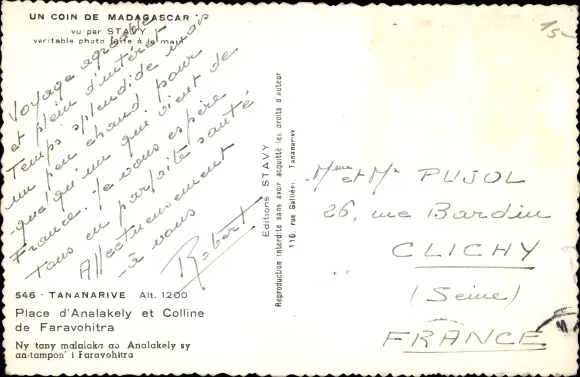 UN COIN DE MADAGASCAR
vu par STAVY
véritable photo faite à la main
15-
Voyage agréable
et plein d'intérêt
Temps splendide mais
un peu chaud pour
quelqu'un qui vient de
France. Je vous espère
tous en parfaite santé
Affectueusement
à vous
Robert
Editions STAVY
Reproduction interdite sans avoir acquitté les droits d'auteur
110, rue Galliéni Tananarive
Mme et Mr PUJOL
26, rue Bardin
CLICHY
(Seine)
FRANCE
546 - TANANARIVE Alt. 1200
Place d'Analakely et Colline
de Faravohitra
Ny tany malalaka ao Analakely sy
an-tampon' i Faravohitra